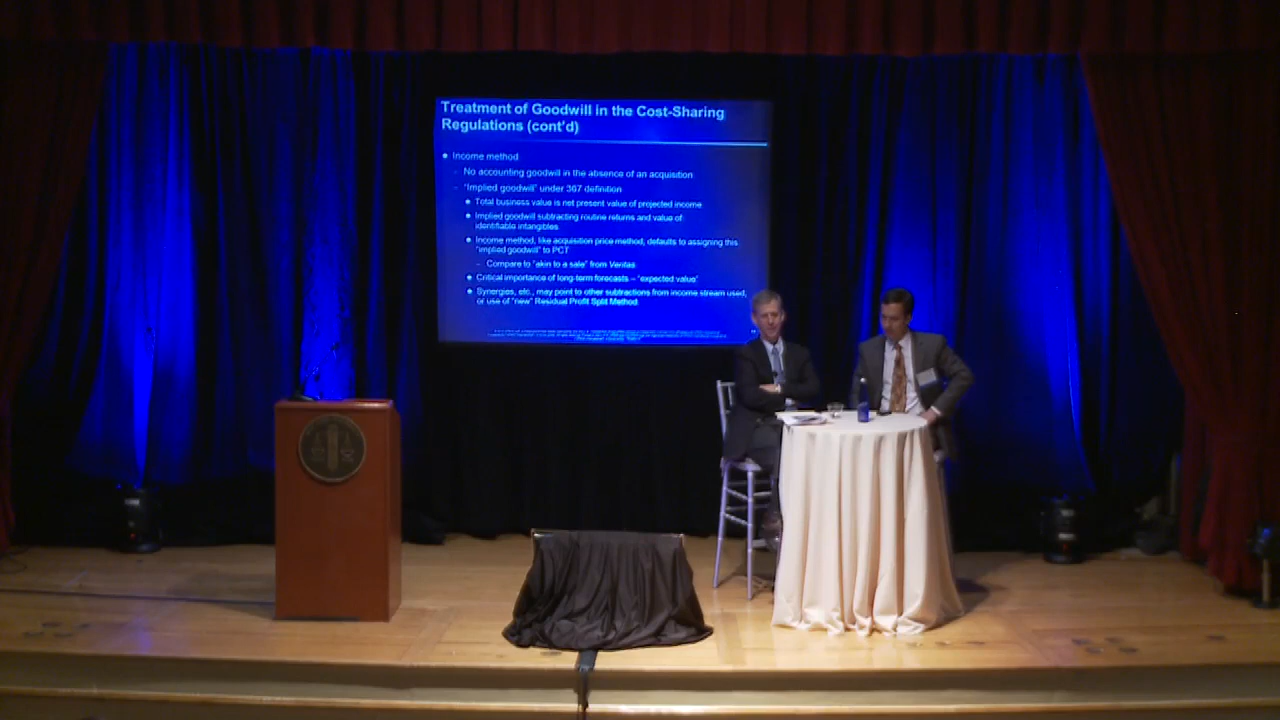 Treatment of Goodwill in the Cost-Sharing
Regulations (cont'd)
Income method
- No accounting goodwill in the absence of an acquisition
- "Implied goodwill" under 367 definition
Total business value is net present value of projected income
Implied goodwill subtracting routine returns and value of
identifiable intangibles
Income method, like acquisition price method, defaults to assigning this
"implied goodwill" to PCT
- Compare to "akin to a sale" from Veritas
Critical importance of long-term forecasts – "expected value"
Synergies, etc., may point to other subtractions from income stream used,
or use of "new" Residual Profit Split Method